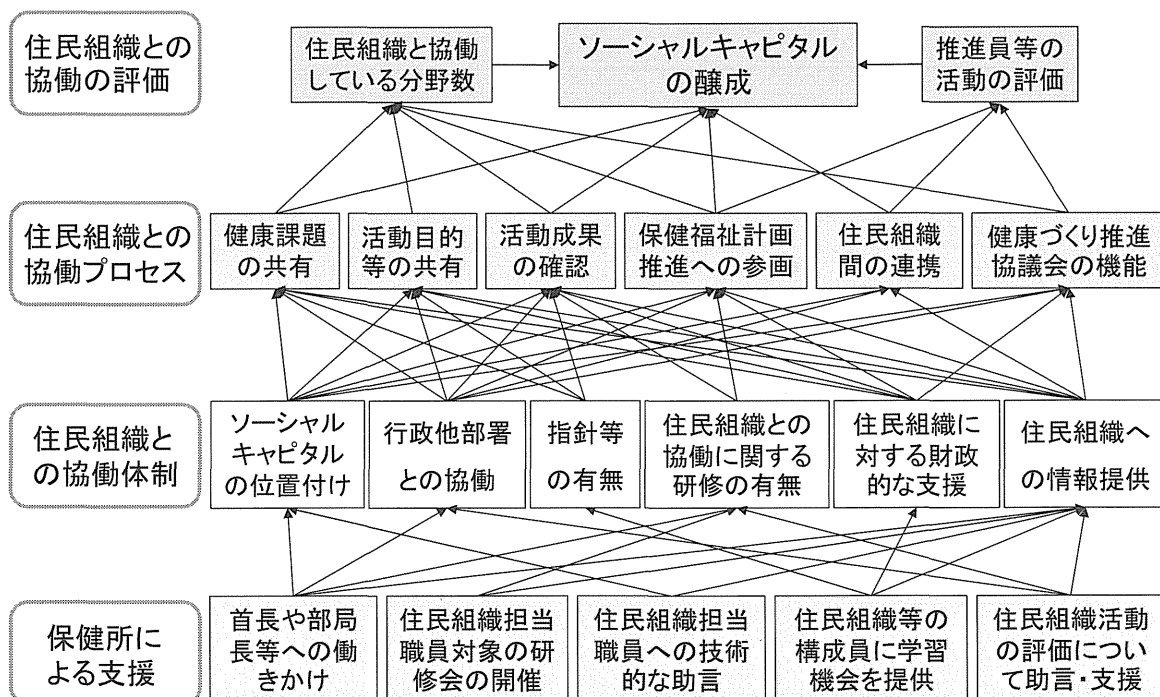 住民組織との
協働の評価
住民組織と協働
している分野数
ソーシャルキャピタル
の醸成
推進員等の
活動の評価
住民組織との
協働プロセス
健康課題
の共有
活動目的
等の共有
活動成果
の確認
保健福祉計画
推進への参画
住民組織
間の連携
健康づくり推進
協議会の機能
住民組織と
の協働体制
ソーシャル
キャピタル
の位置付け
行政他部署
との協働
指針等
の有無
住民組織との
協働に関する
研修の有無
住民組織に
対する財政
的な支援
住民組織へ
の情報提供
保健所に
よる支援
首長や部局
長等への働
きかけ
住民組織担当
職員対象の研
修会の開催
住民組織担当
職員への技術
的な助言
住民組織等の
構成員に学習
機会を提供
住民組織活動
の評価につい
て助言・支援